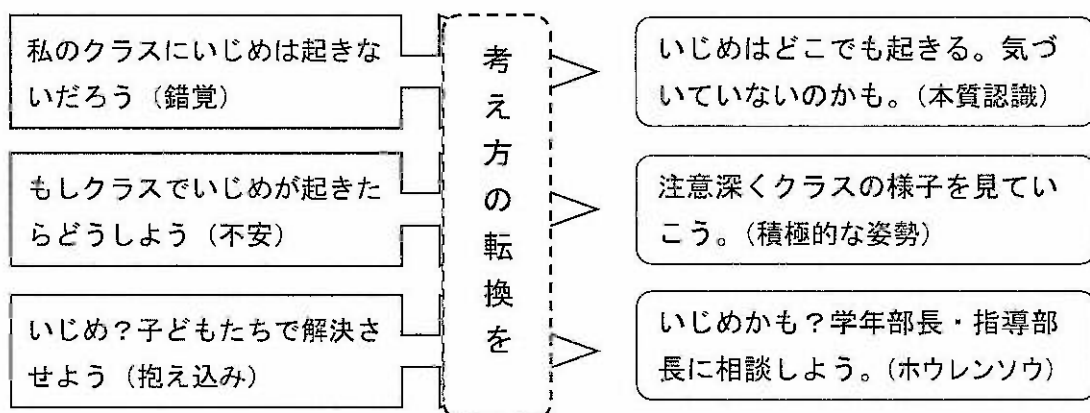 私のクラスにいじめは起きな
いだろう（錯覚）
もしクラスでいじめが起きた
らどうしよう（不安）
いじめ？子どもたちで解決さ
せよう（抱え込み）
考え方の転換を
いじめはどこでも起きる。気づ
いていないのかも。（本質認識）
注意深くクラスの様子を見てい
こう。（積極的な姿勢）
いじめかも？学年部長・指導部
長に相談しよう。（ホウレンソウ）